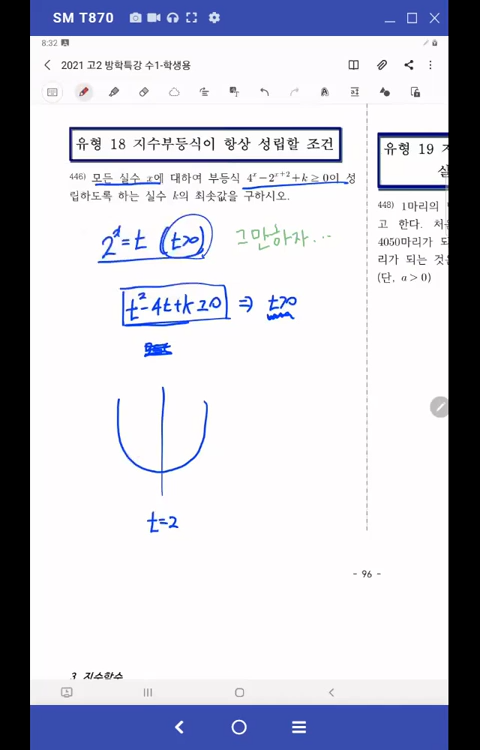 SM T870
8:32
2021 고2 방학특강 수1-학생용
유형 18 지수부등식이 항상 성립할 조건
446) 모든 실수 x에 대하여 부등식 4^x−2^{x+2}+k≥0이 성
립하도록 하는 실수 k의 최솟값을 구하시오.
2^x=t (t>0)
그만하자...
t²-4t+k≥0 ⇒ t>0
t=2
- 96 -
3. 지수함수
유형 19 지
실
448) 1마리의
고 한다. 처음
4050마리가 되
리가 되는 것은
(단, a>0)